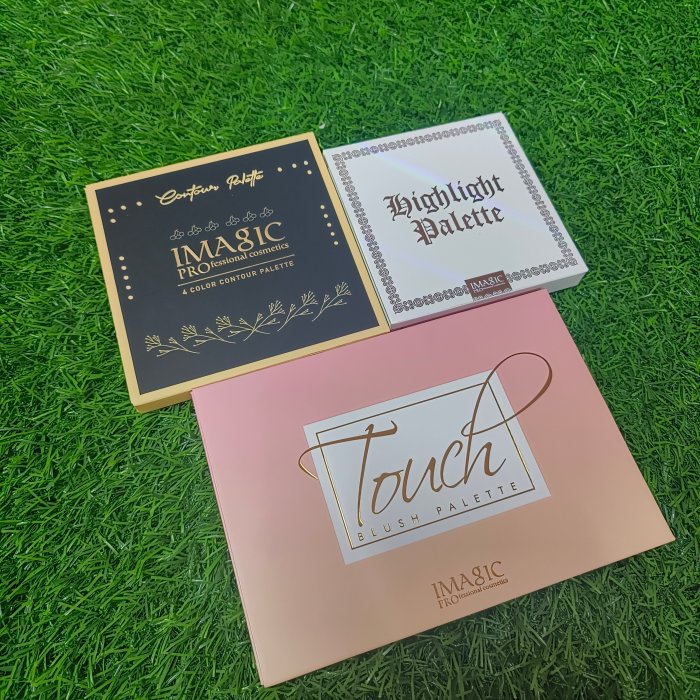 Contour Palette
IMAGIC
PROfessional cosmetics
4 COLOR CONTOUR PALETTE
Highlight
Palette
IMAGIC
Touch
BLUSH PALETTE
IMAGIC
PROfessional cosmetics